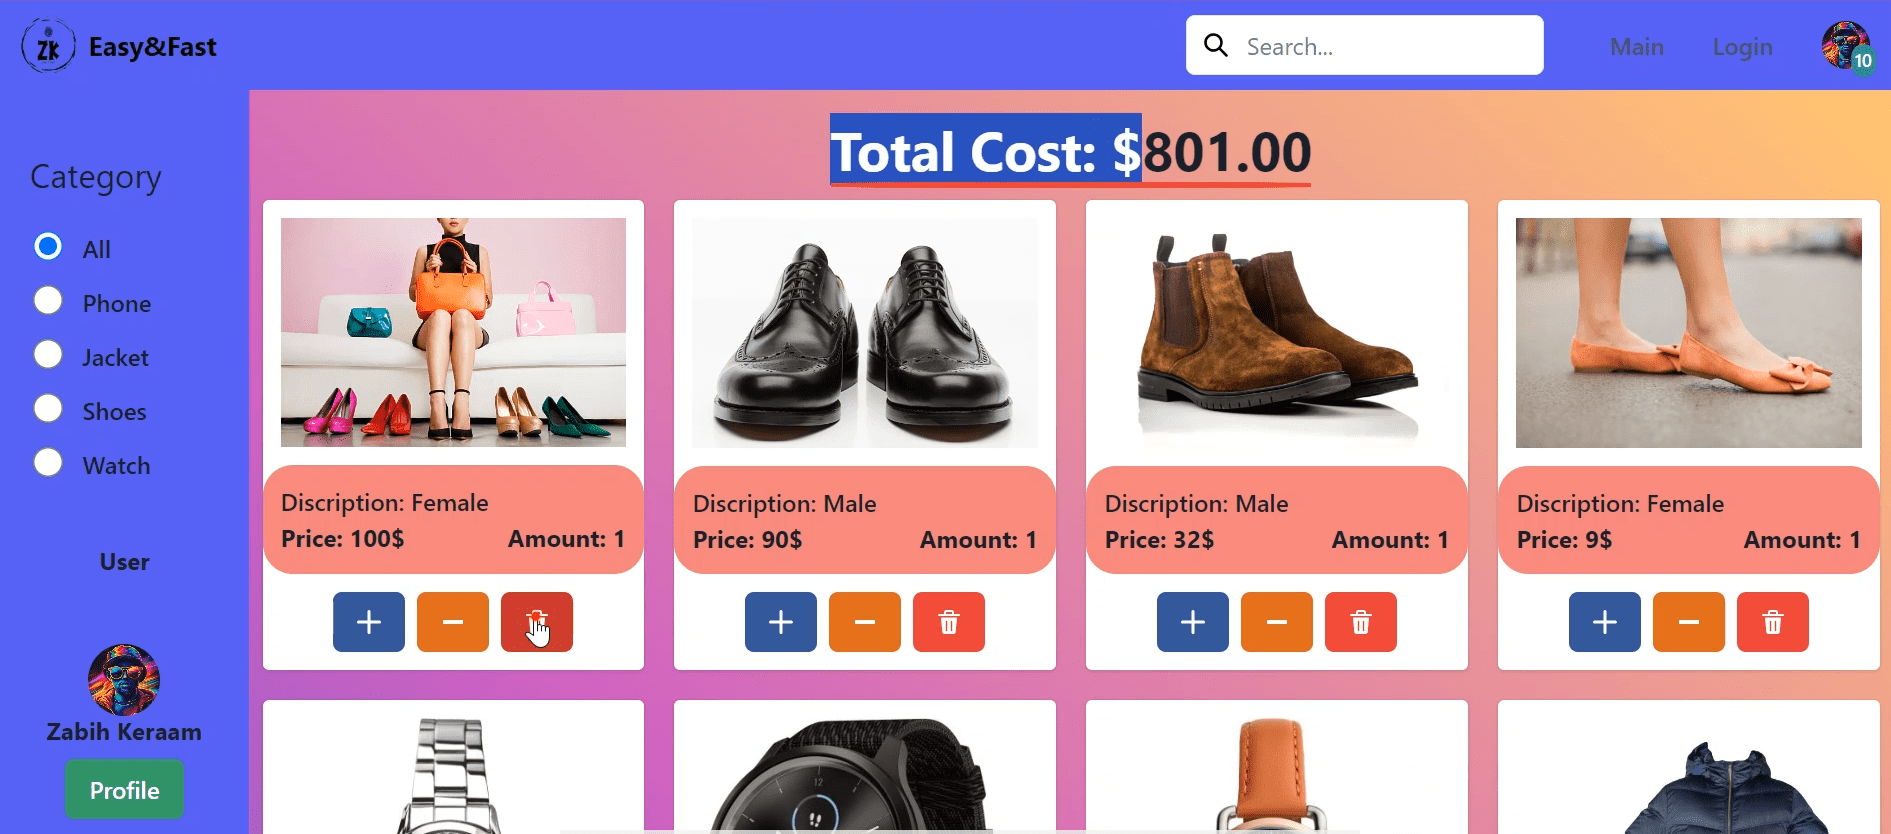 ZK Easy&Fast
Search...
Main
Login
10
Category
All
Phone
Jacket
Shoes
Watch
User
Zabih Keraam
Profile
Total Cost: $801.00
Discription: Female
Price: 100$ Amount: 1
Discription: Male
Price: 90$ Amount: 1
Discription: Male
Price: 32$ Amount: 1
Discription: Female
Price: 9$ Amount: 1
12